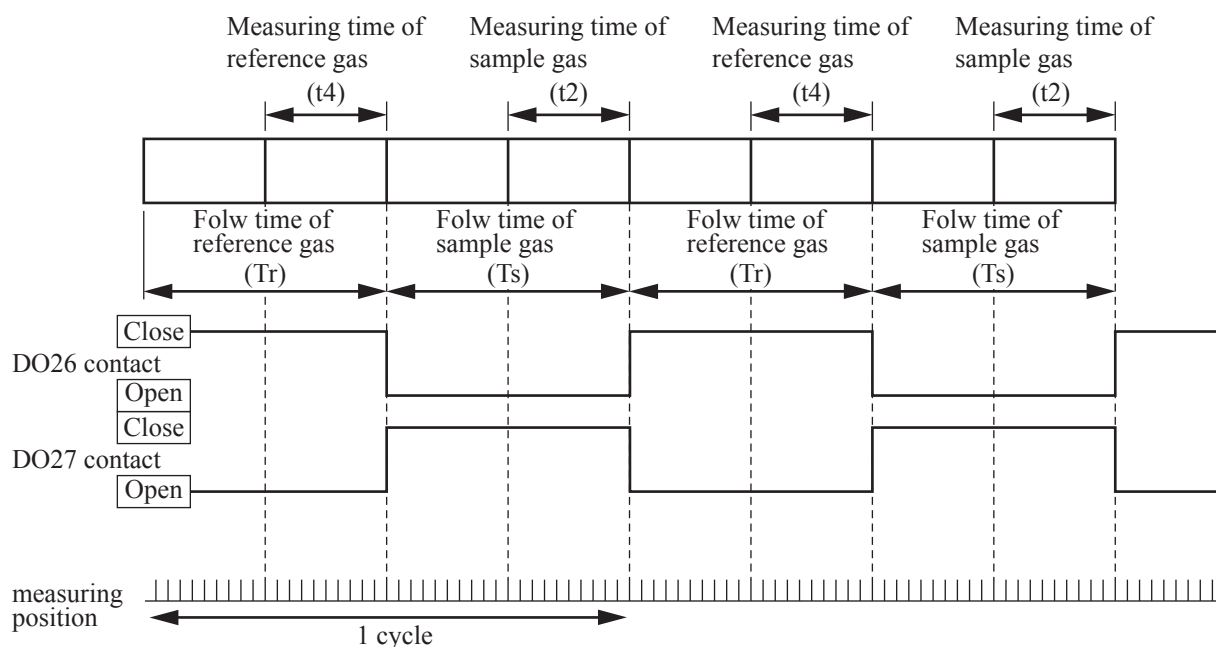 Measuring time of
reference gas
(t4)
Measuring time of
sample gas
(t2)
Measuring time of
reference gas
(t4)
Measuring time of
sample gas
(t2)
Folw time of
reference gas
(Tr)
Folw time of
sample gas
(Ts)
Folw time of
reference gas
(Tr)
Folw time of
sample gas
(Ts)
Close
DO26 contact
Open
Close
DO27 contact
Open
measuring
position
1 cycle